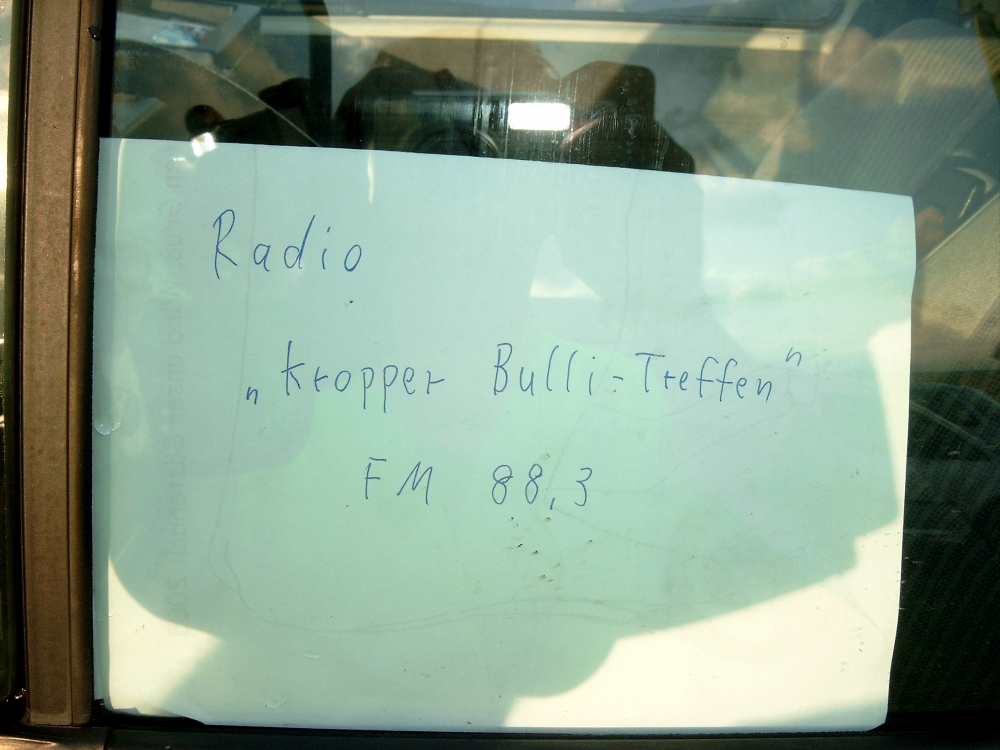 Radio
„Kropper Bulli-Treffen"
FM 88,3